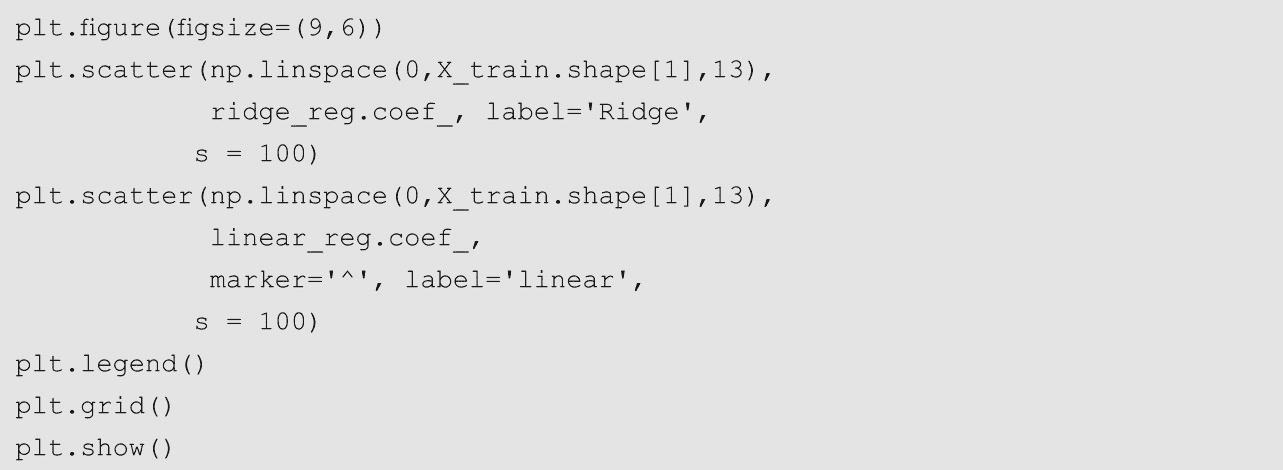 plt.figure(figsize=(9,6))
plt.scatter(np.linspace(0,X_train.shape[1],13),
            ridge_reg.coef_, label='Ridge',
           s = 100)
plt.scatter(np.linspace(0,X_train.shape[1],13),
            linear_reg.coef_,
            marker='^', label='linear',
           s = 100)
plt.legend()
plt.grid()
plt.show()